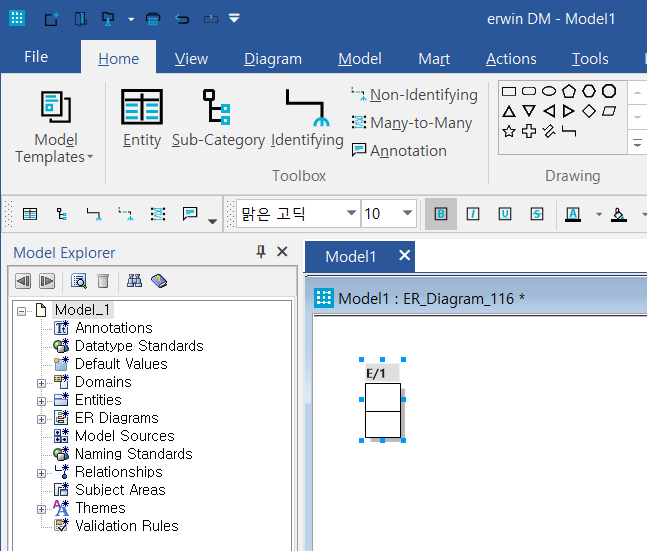 erwin DM - Model1
File Home View Diagram Model Mart Actions Tools
Model Templates
Entity
Sub-Category
Identifying
Non-Identifying
Many-to-Many
Annotation
Toolbox
Drawing
맑은 고딕 10 B I U S A
Model Explorer
Model1
Model_1
Annotations
Datatype Standards
Default Values
Domains
Entities
ER Diagrams
Model Sources
Naming Standards
Relationships
Subject Areas
Themes
Validation Rules
Model1 : ER_Diagram_116 *
E/1